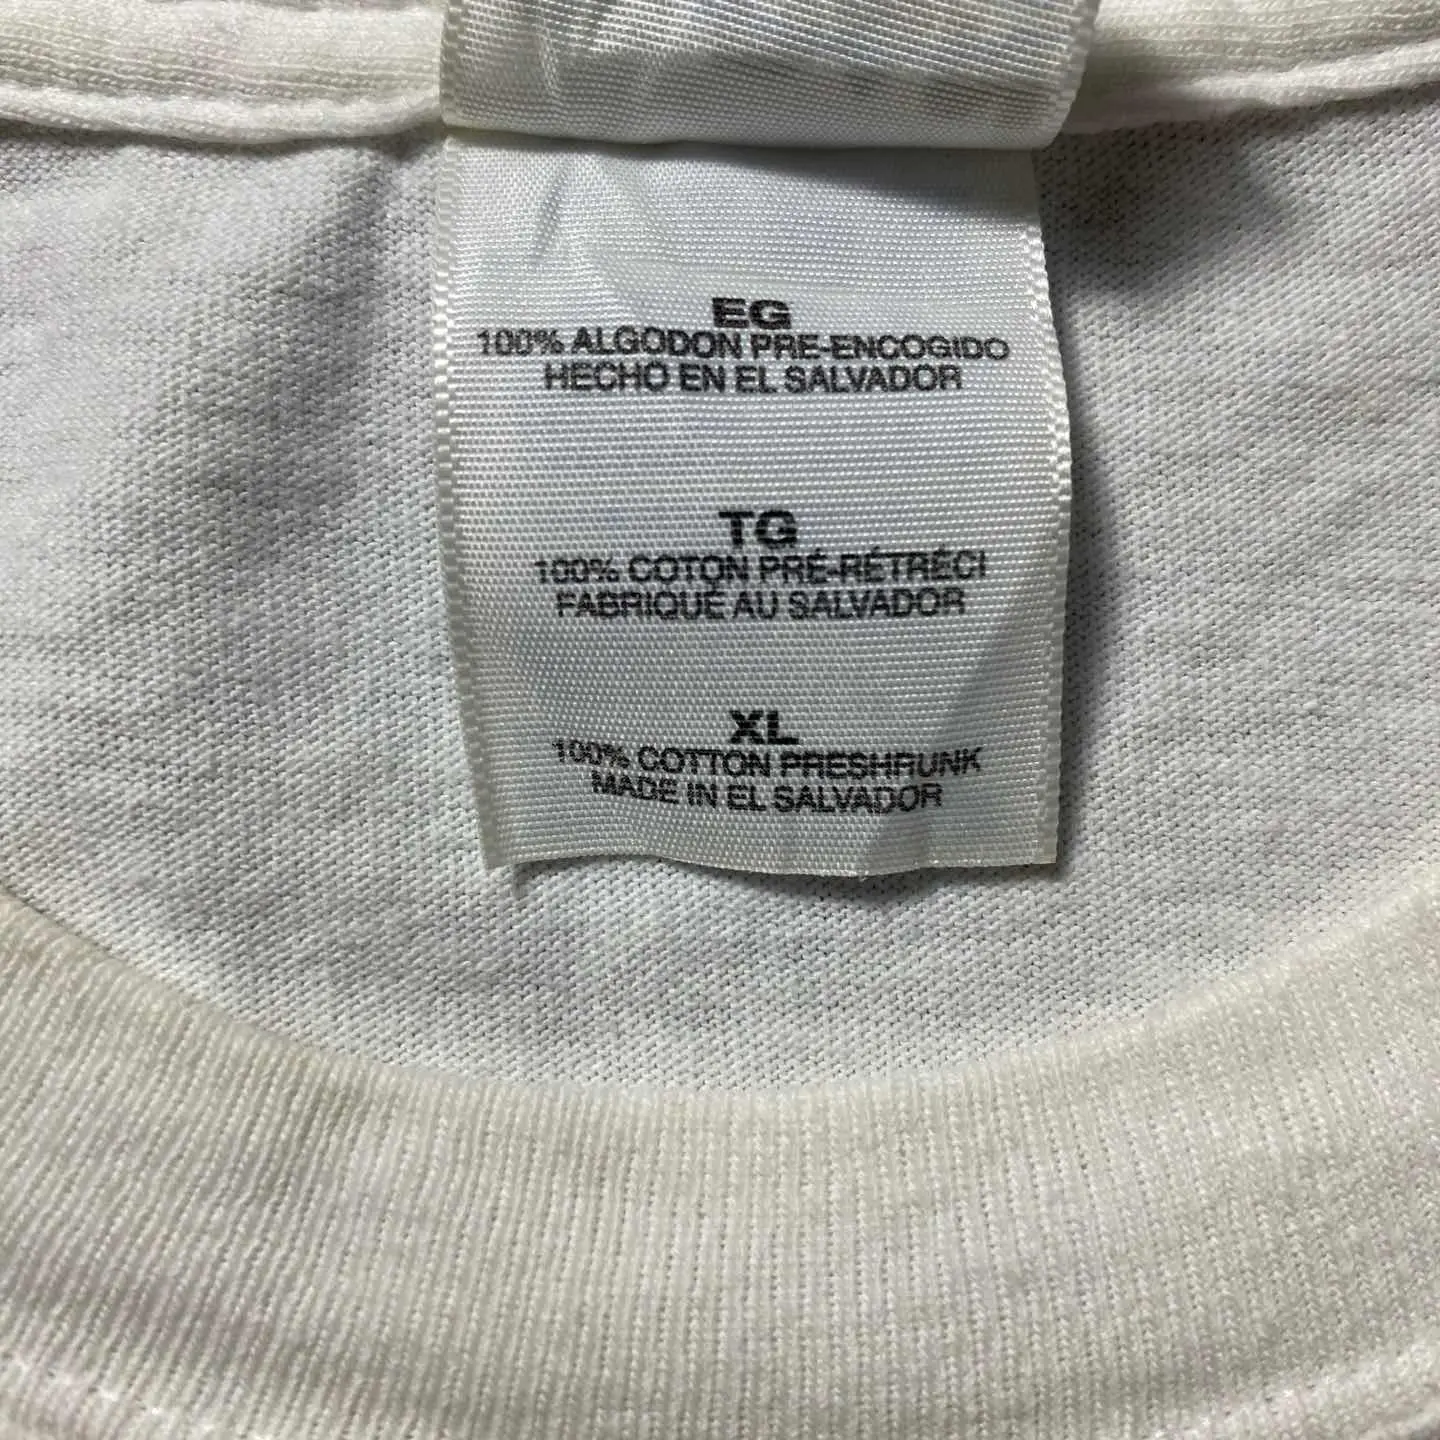 EG
100% ALGODON PRE-ENCOGIDO
HECHO EN EL SALVADOR
TG
100% COTON PRÉ-RÉTRÉCI
FABRIQUÉ AU SALVADOR
XL
100% COTTON PRESHRUNK
MADE IN EL SALVADOR